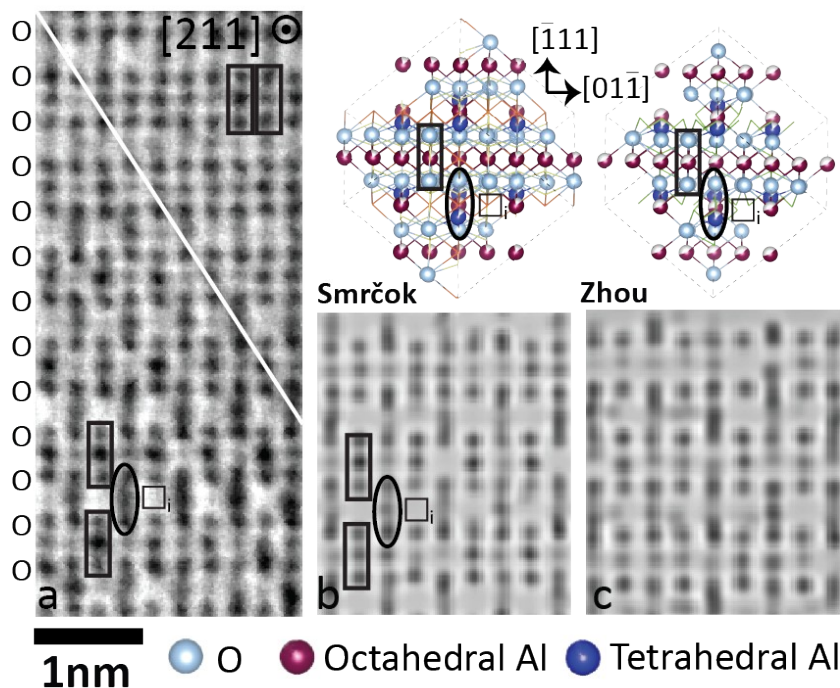 [211]⊙
O
O
O
O
O
O
O
O
O
O
O
O
O
a
1nm
[1̄11]
[011̄]
□i
□i
Smrčok
Zhou
□i
□i
b
c
O
Octahedral Al
Tetrahedral Al